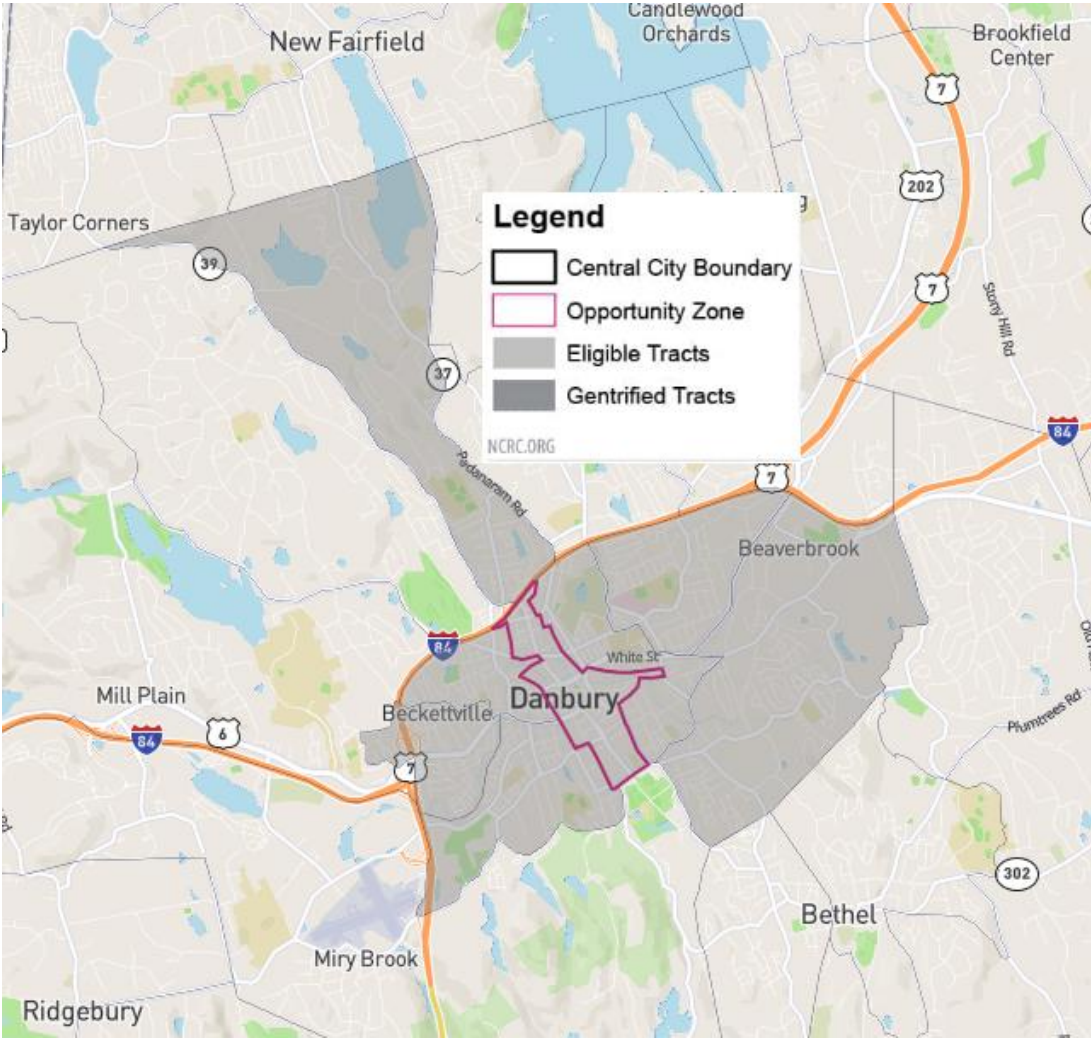 Candlewood
Orchards
New Fairfield
Brookfield
Center
7
202
Taylor Corners
39
Legend
Central City Boundary
Opportunity Zone
Eligible Tracts
Gentrified Tracts
NCRC.ORG
7
Stony Hill Rd
37
84
Padanaram Rd
7
Beaverbrook
84
White St
Mill Plain
Danbury
Beckettville
6
84
7
Plumtrees Rd
302
Bethel
Miry Brook
Ridgebury